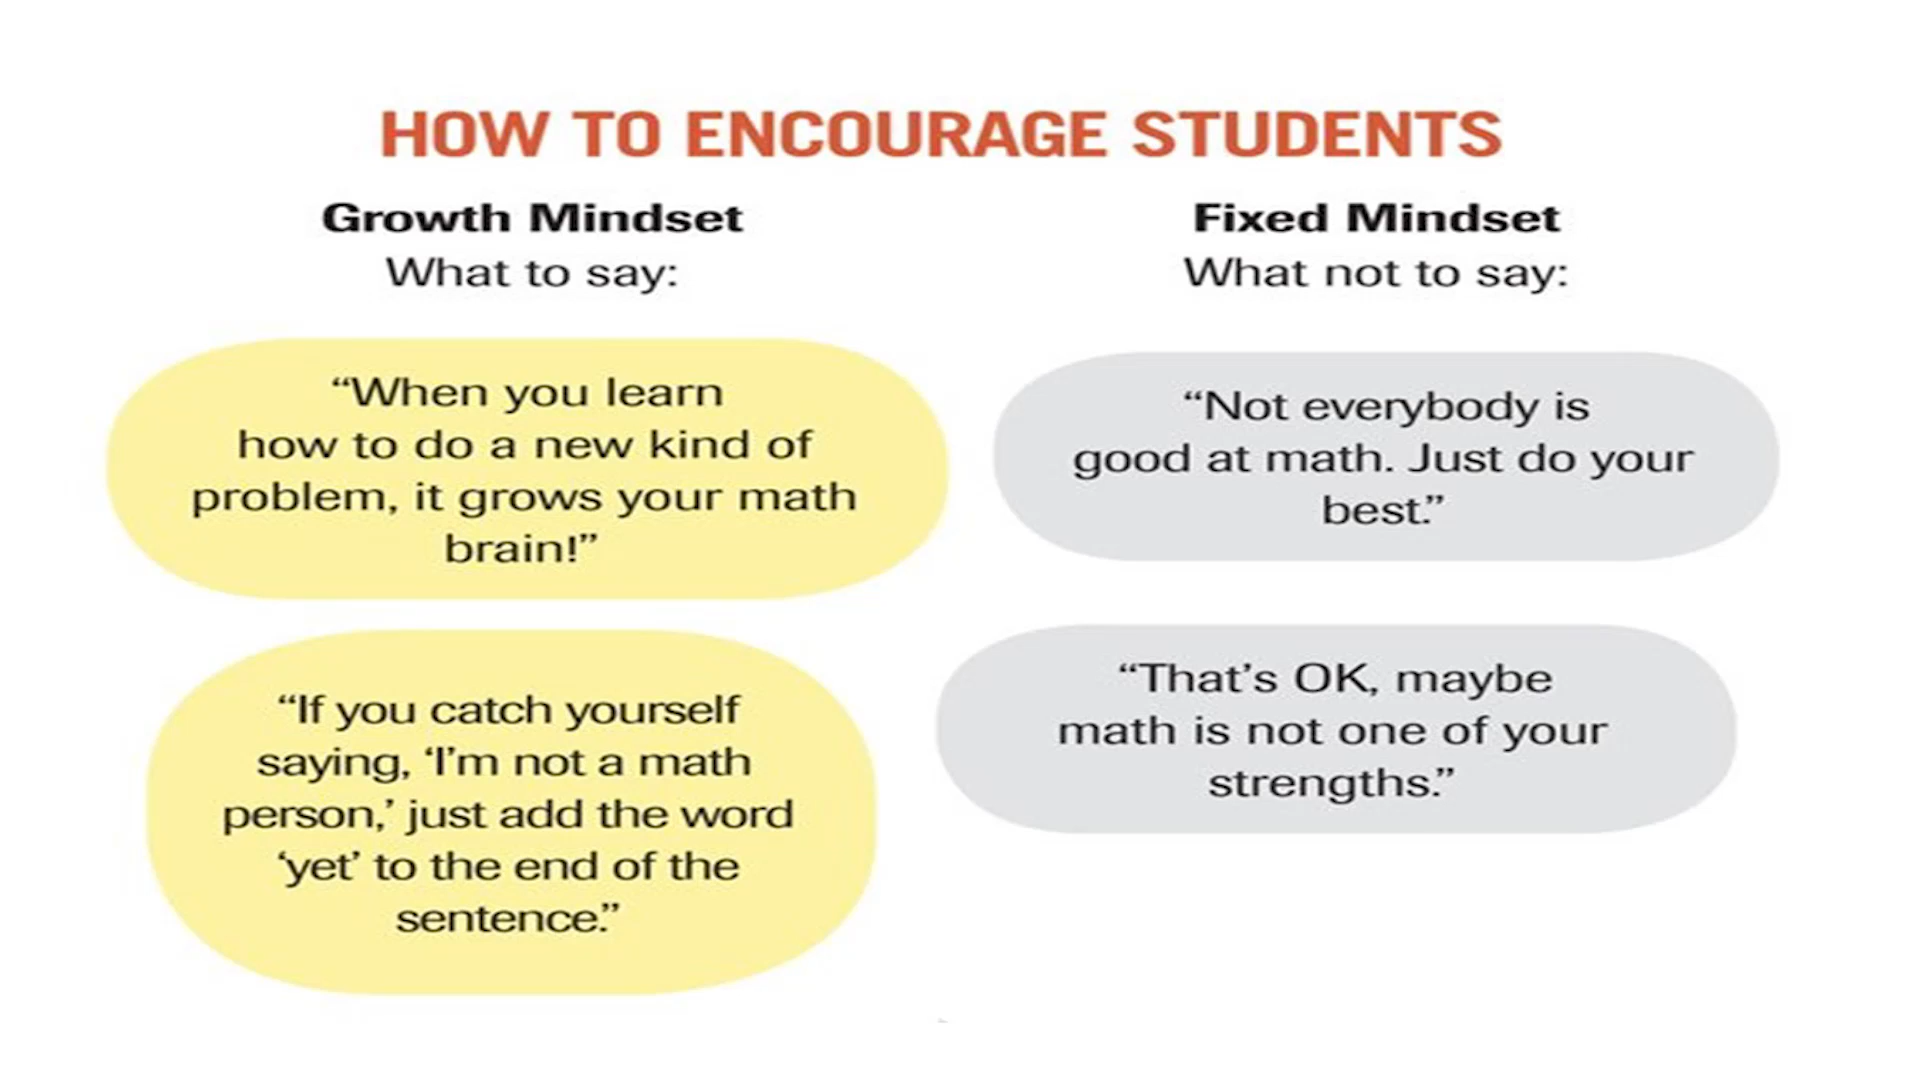 HOW TO ENCOURAGE STUDENTS
Growth Mindset
What to say:
“When you learn
how to do a new kind of
problem, it grows your math
brain!”
“If you catch yourself
saying, ‘I’m not a math
person,’ just add the word
‘yet’ to the end of the
sentence.”
Fixed Mindset
What not to say:
“Not everybody is
good at math. Just do your
best.”
“That’s OK, maybe
math is not one of your
strengths.”